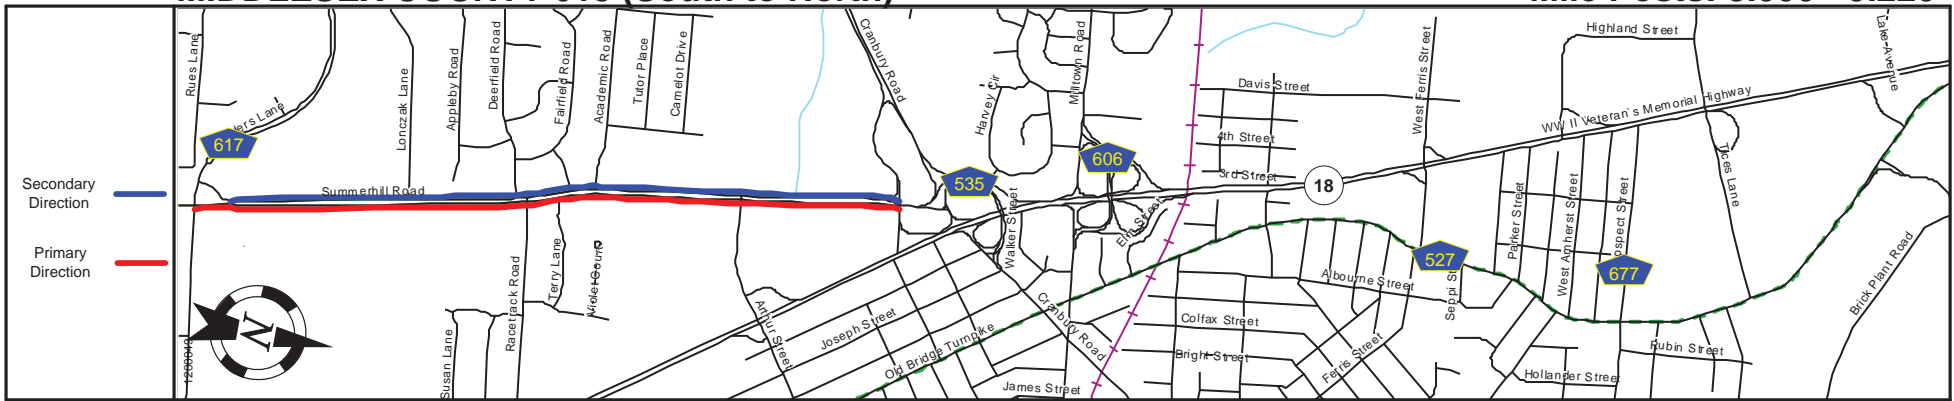 Secondary
Direction
Primary
Direction
Rues Lane
617
Lonczak Lane
Appleby Road
Deerfield Road
Fairfield Road
Academic Road
Tutor Place
Camelot Drive
Summerhill Road
Cranbury Road
Harvey Cir
Milltown Road
535
606
Walker Street
Elm Street
Davis Street
4th Street
3rd Street
18
West Ferris Street
Highland Street
WW II Veteran`s Memorial Highway
Lake Avenue
Tices Lane
Parker Street
West Amherst Street
527
677
Brick Plant Road
Albourne Street
Colfax Street
Bright Street
Ferris Street
Rubin Street
Hollander Street
N
Susan Lane
Racetrack Road
Terry Lane
Violet Court
Arthur Street
Joseph Street
Old Bridge Turnpike
Cranbury Road
James Street